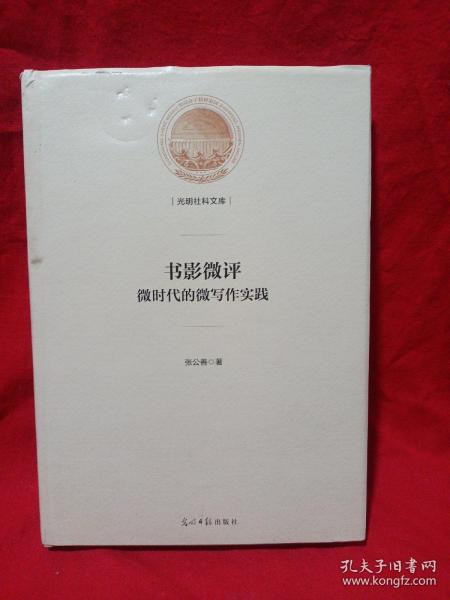 ｜光明社科文库｜
书影微评
微时代的微写作实践
张公善◇著
光明日报出版社
孔夫子旧书网
www.kongfz.com